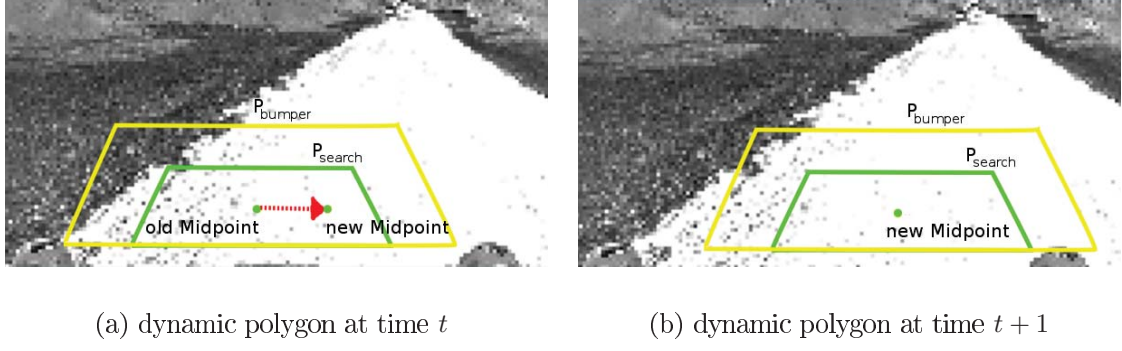 P_bumper
P_search
old Midpoint new Midpoint
P_bumper
P_search
new Midpoint
(a) dynamic polygon at time t
(b) dynamic polygon at time t + 1